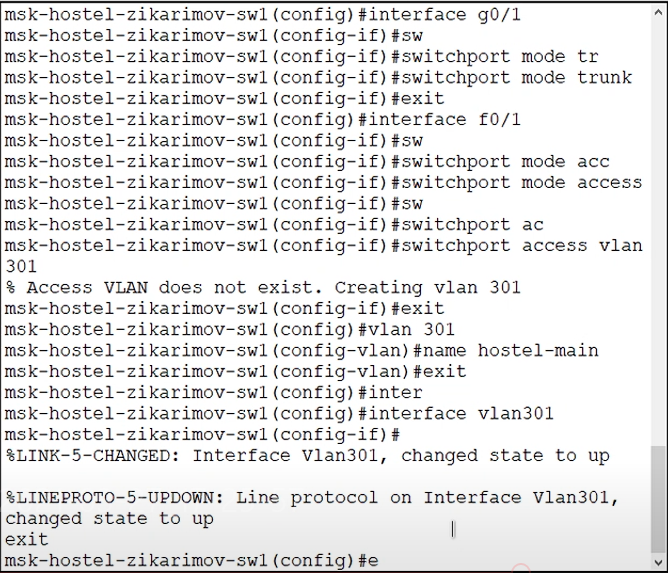 msk-hostel-zikarimov-sw1(config)#interface g0/1
msk-hostel-zikarimov-sw1(config-if)#sw
msk-hostel-zikarimov-sw1(config-if)#switchport mode tr
msk-hostel-zikarimov-sw1(config-if)#switchport mode trunk
msk-hostel-zikarimov-sw1(config-if)#exit
msk-hostel-zikarimov-sw1(config)#interface f0/1
msk-hostel-zikarimov-sw1(config-if)#sw
msk-hostel-zikarimov-sw1(config-if)#switchport mode acc
msk-hostel-zikarimov-sw1(config-if)#switchport mode access
msk-hostel-zikarimov-sw1(config-if)#sw
msk-hostel-zikarimov-sw1(config-if)#switchport ac
msk-hostel-zikarimov-sw1(config-if)#switchport access vlan
301
% Access VLAN does not exist. Creating vlan 301
msk-hostel-zikarimov-sw1(config-if)#exit
msk-hostel-zikarimov-sw1(config)#vlan 301
msk-hostel-zikarimov-sw1(config-vlan)#name hostel-main
msk-hostel-zikarimov-sw1(config-vlan)#exit
msk-hostel-zikarimov-sw1(config)#inter
msk-hostel-zikarimov-sw1(config)#interface vlan301
msk-hostel-zikarimov-sw1(config-if)#
%LINK-5-CHANGED: Interface Vlan301, changed state to up
%LINEPROTO-5-UPDOWN: Line protocol on Interface Vlan301,
changed state to up
exit
msk-hostel-zikarimov-sw1(config)#e